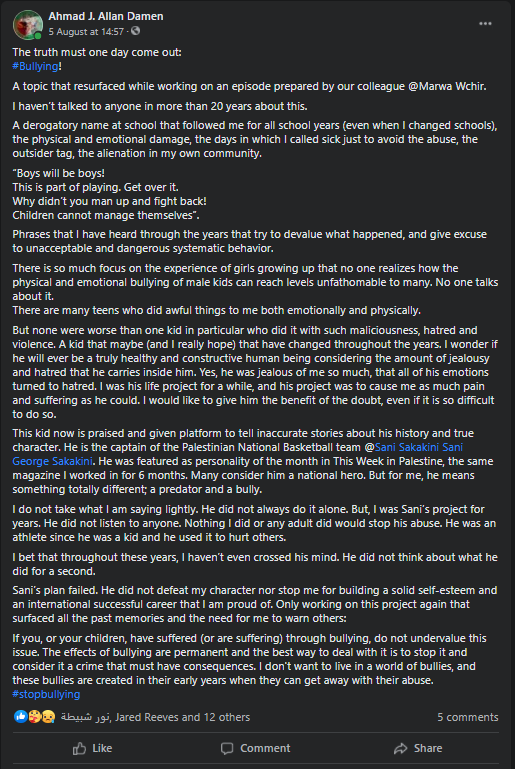 Ahmad J. Allan Damen
5 August at 14:57 ·
The truth must one day come out:
#Bullying!
A topic that resurfaced while working on an episode prepared by our colleague @Marwa Wchir.
I haven't talked to anyone in more than 20 years about this.
A derogatory name at school that followed me for all school years (even when I changed schools),
the physical and emotional damage, the days in which I called sick just to avoid the abuse, the
outsider tag, the alienation in my own community.
"Boys will be boys!
This is part of playing. Get over it.
Why didn't you man up and fight back!
Children cannot manage themselves".
Phrases that I have heard through the years that try to devalue what happened, and give excuse
to unacceptable and dangerous systematic behavior.
There is so much focus on the experience of girls growing up that no one realizes how the
physical and emotional bullying of male kids can reach levels unfathomable to many. No one talks
about it.
There are many teens who did awful things to me both emotionally and physically.
But none were worse than one kid in particular who did it with such maliciousness, hatred and
violence. A kid that maybe (and I really hope) that have changed throughout the years. I wonder if
he will ever be a truly healthy and constructive human being considering the amount of jealousy
and hatred that he carries inside him. Yes, he was jealous of me so much, that all of his emotions
turned to hatred. I was his life project for a while, and his project was to cause me as much pain
and suffering as he could. I would like to give him the benefit of the doubt, even if it is so difficult
to do so.
This kid now is praised and given platform to tell inaccurate stories about his history and true
character. He is the captain of the Palestinian National Basketball team @Sani Sakakini Sani
George Sakakini. He was featured as personality of the month in This Week in Palestine, the same
magazine I worked in for 6 months. Many consider him a national hero. But for me, he means
something totally different; a predator and a bully.
I do not take what I am saying lightly. He did not always do it alone. But, I was Sani's project for
years. He did not listen to anyone. Nothing I did or any adult did would stop his abuse. He was an
athlete since he was a kid and he used it to hurt others.
I bet that throughout these years, I haven't even crossed his mind. He did not think about what he
did for a second.
Sani's plan failed. He did not defeat my character nor stop me for building a solid self-esteem and
an international successful career that I am proud of. Only working on this project again that
surfaced all the past memories and the need for me to warn others:
If you, or your children, have suffered (or are suffering) through bullying, do not undervalue this
issue. The effects of bullying are permanent and the best way to deal with it is to stop it and
consider it a crime that must have consequences. I don't want to live in a world of bullies, and
these bullies are created in their early years when they can get away with their abuse.
#stopbullying
نور شبيطة, Jared Reeves and 12 others
5 comments
Like
Comment
Share